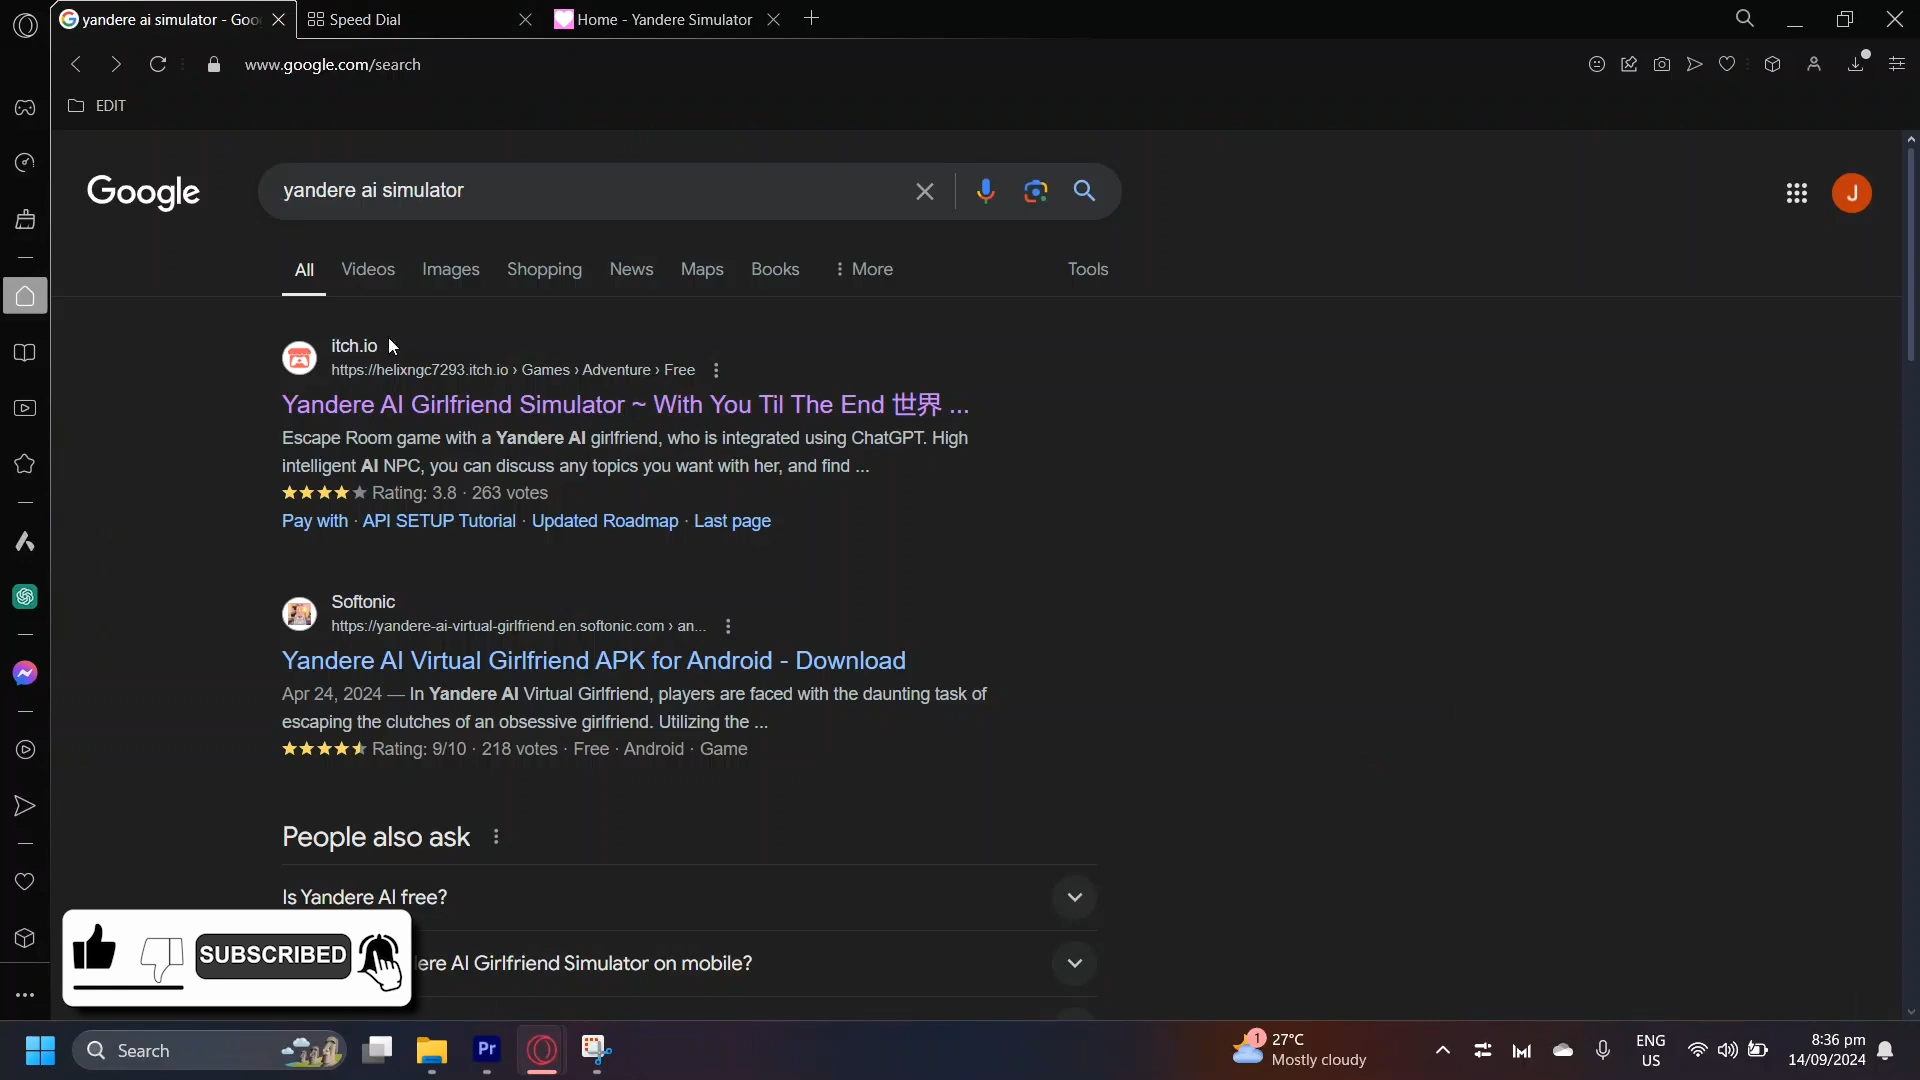 yandere ai simulator - Goo
Speed Dial
Home - Yandere Simulator
www.google.com/search
EDIT
Google
yandere ai simulator
J
All
Videos
Images
Shopping
News
Maps
Books
More
Tools
itch.io
https://helixngc7293.itch.io › Games › Adventure › Free
Yandere AI Girlfriend Simulator ~ With You Til The End 世界 ...
Escape Room game with a Yandere AI girlfriend, who is integrated using ChatGPT. High
intelligent AI NPC, you can discuss any topics you want with her, and find ...
Rating: 3.8 · 263 votes
Pay with · API SETUP Tutorial · Updated Roadmap · Last page
Softonic
https://yandere-ai-virtual-girlfriend.en.softonic.com › an...
Yandere AI Virtual Girlfriend APK for Android - Download
Apr 24, 2024 — In Yandere AI Virtual Girlfriend, players are faced with the daunting task of
escaping the clutches of an obsessive girlfriend. Utilizing the ...
Rating: 9/10 · 218 votes · Free · Android · Game
People also ask
Is Yandere AI free?
ere AI Girlfriend Simulator on mobile?
SUBSCRIBED
Search
Pr
1
27°C
Mostly cloudy
ENG
US
8:36 pm
14/09/2024